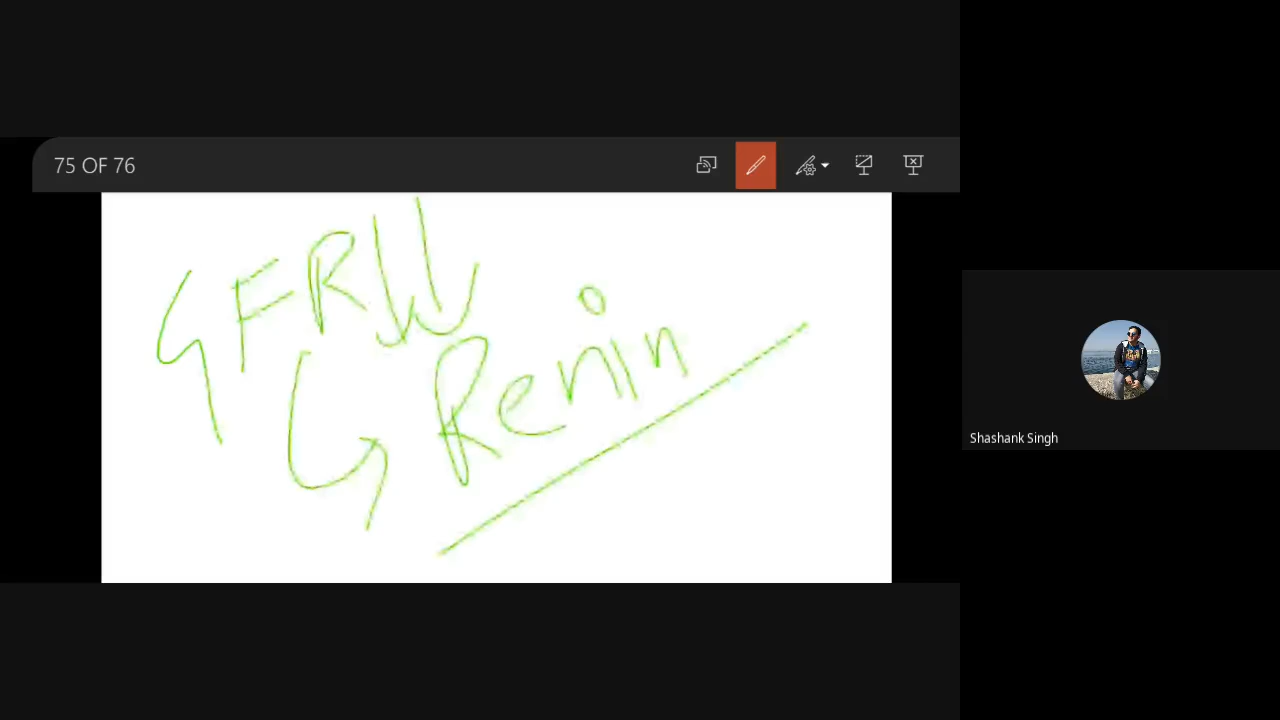 75 OF 76
GFR↓↓
↳ Renin
Shashank Singh